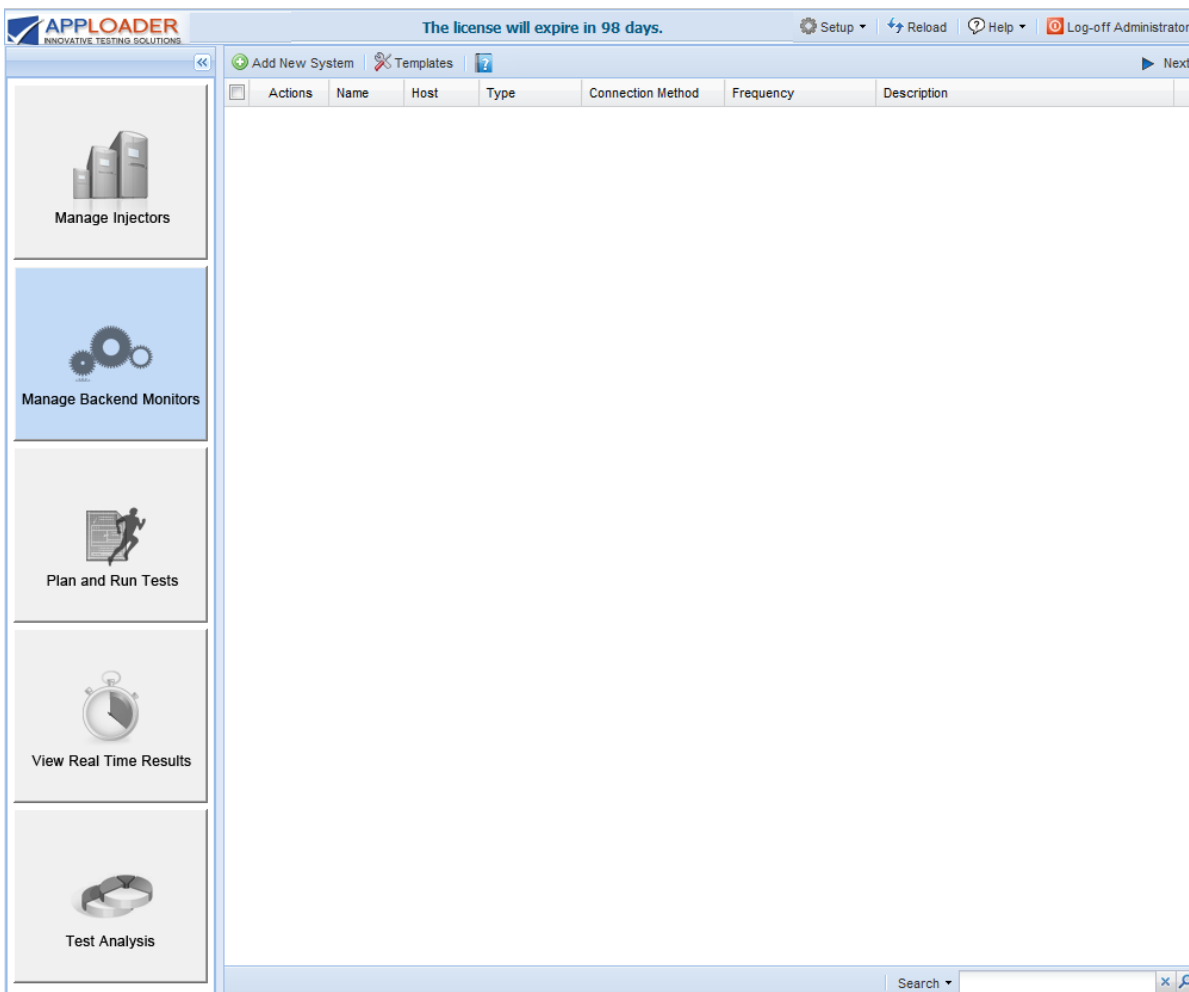 APPLOADER
INNOVATIVE TESTING SOLUTIONS
The license will expire in 98 days.
Setup
Reload
Help
Log-off Administrator
Add New System
Templates
Next
Actions
Name
Host
Type
Connection Method
Frequency
Description
Manage Injectors
Manage Backend Monitors
Plan and Run Tests
View Real Time Results
Test Analysis
Search